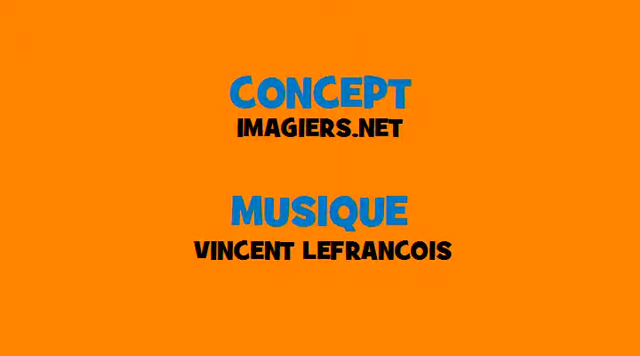 CONCEPT
IMAGIERS.NET
MUSIQUE
VINCENT LEFRANCOIS